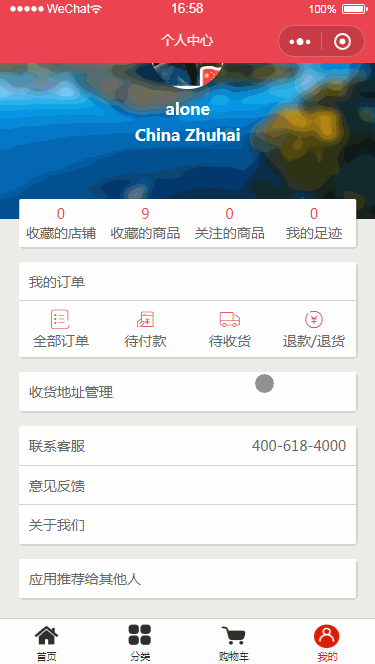 WeChat 16:58 100%
个人中心
alone
China Zhuhai
0 9 0 0
收藏的店铺 收藏的商品 关注的商品 我的足迹
我的订单
全部订单 待付款 待收货 退款/退货
收货地址管理
联系客服 400-618-4000
意见反馈
关于我们
应用推荐给其他人
首页 分类 购物车 我的